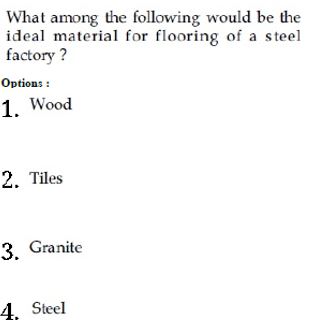 What among the following would be the
ideal material for flooring of a steel
factory ?
Options :
1. Wood
2. Tiles
3. Granite
4. Steel